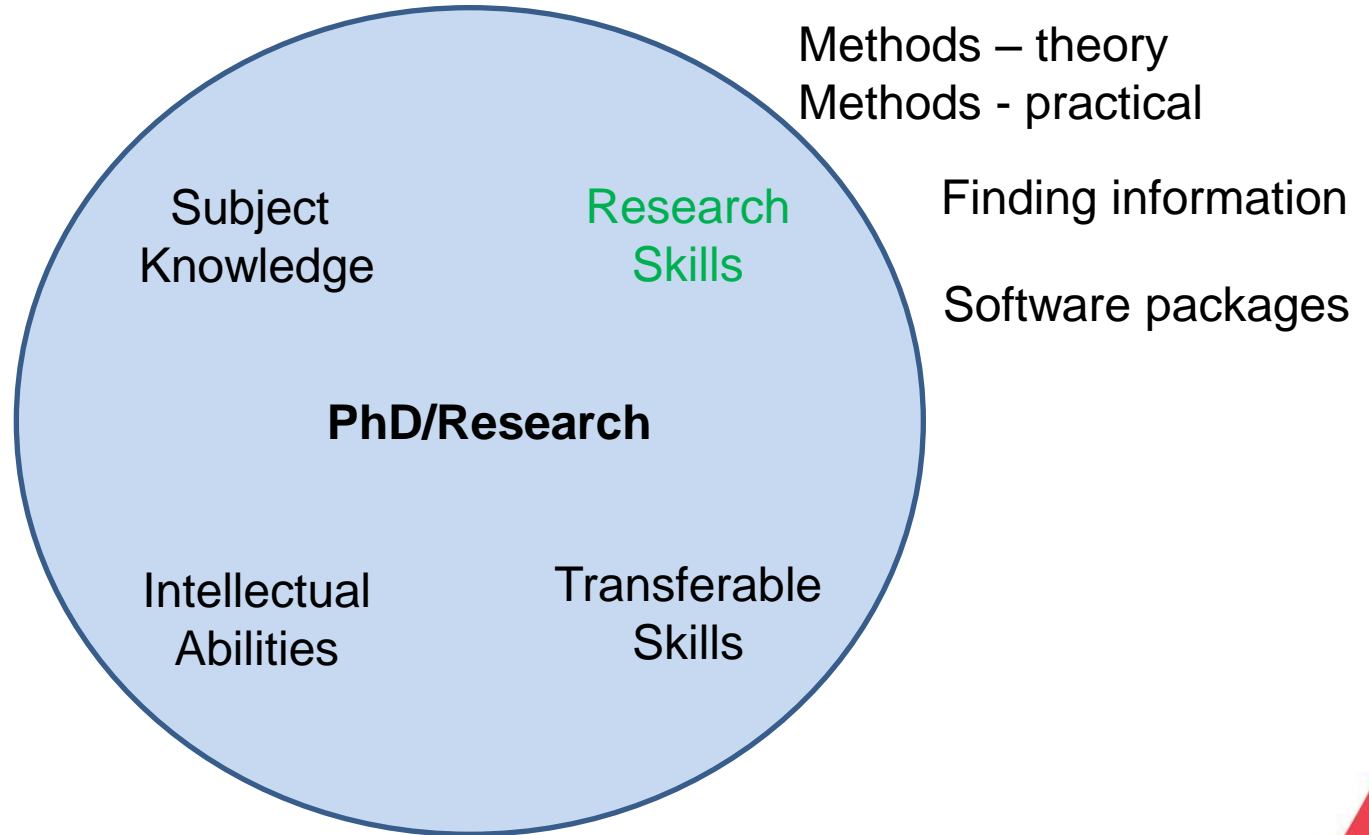 Methods – theory
Methods - practical
Subject
Knowledge
Research
Skills
Finding information
Software packages
PhD/Research
Intellectual
Abilities
Transferable
Skills